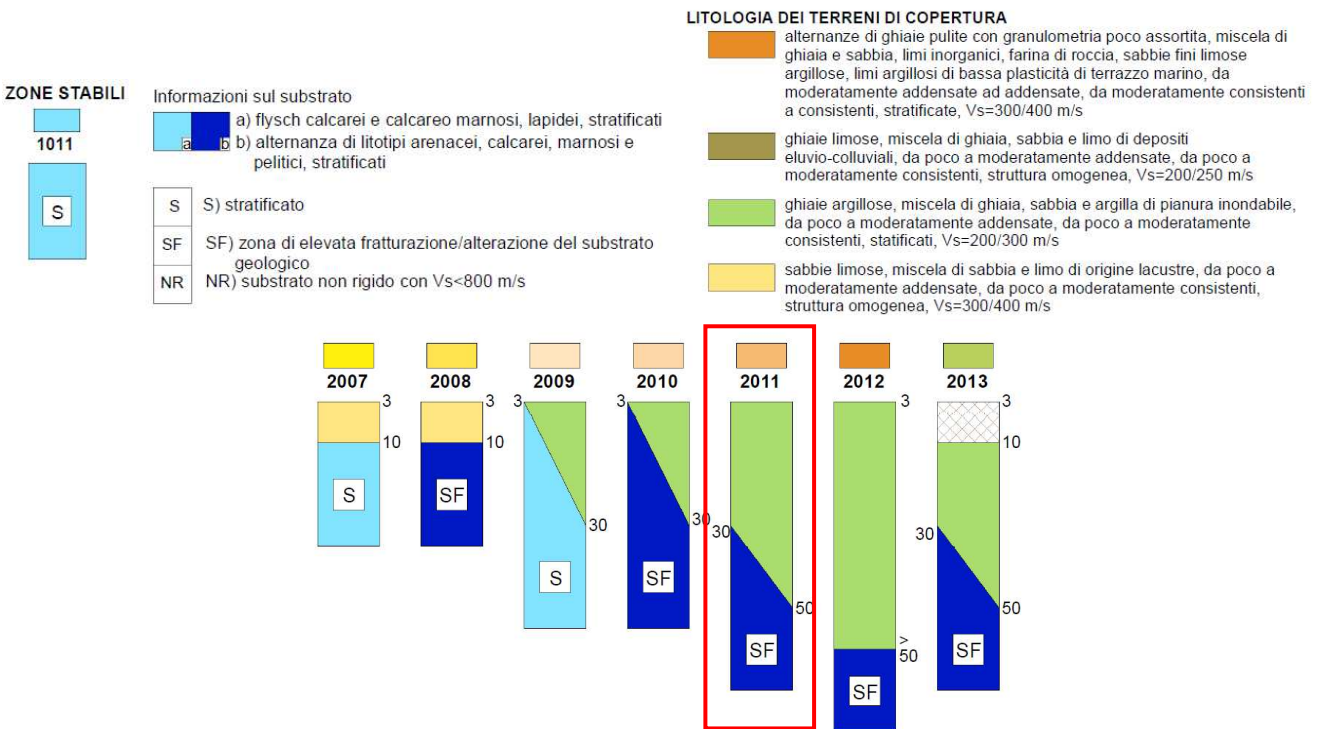 ZONE STABILI
1011
S
Informazioni sul substrato
a b
a) flysch calcarei e calcareo marnosi, lapidei, stratificati
b) alternanza di litotipi arenacei, calcarei, marnosi e
pelitici, stratificati
S S) stratificato
SF SF) zona di elevata fratturazione/alterazione del substrato
geologico
NR NR) substrato non rigido con Vs<800 m/s
LITOLOGIA DEI TERRENI DI COPERTURA
alternanze di ghiaie pulite con granulometria poco assortita, miscela di
ghiaia e sabbia, limi inorganici, farina di roccia, sabbie fini limose
argillose, limi argillosi di bassa plasticità di terrazzo marino, da
moderatamente addensate ad addensate, da moderatamente consistenti
a consistenti, stratificate, Vs=300/400 m/s
ghiaie limose, miscela di ghiaia, sabbia e limo di depositi
eluvio-colluviali, da poco a moderatamente addensate, da poco a
moderatamente consistenti, struttura omogenea, Vs=200/250 m/s
ghiaie argillose, miscela di ghiaia, sabbia e argilla di pianura inondabile,
da poco a moderatamente addensate, da poco a moderatamente
consistenti, statificati, Vs=200/300 m/s
sabbie limose, miscela di sabbia e limo di origine lacustre, da poco a
moderatamente addensate, da poco a moderatamente consistenti,
struttura omogenea, Vs=300/400 m/s
2007 2008 2009 2010 2011 2012 2013
3 3 3 3 3 3
10 10 10
S SF 30 30 30 30
S SF 50 > 50
50
SF SF
SF